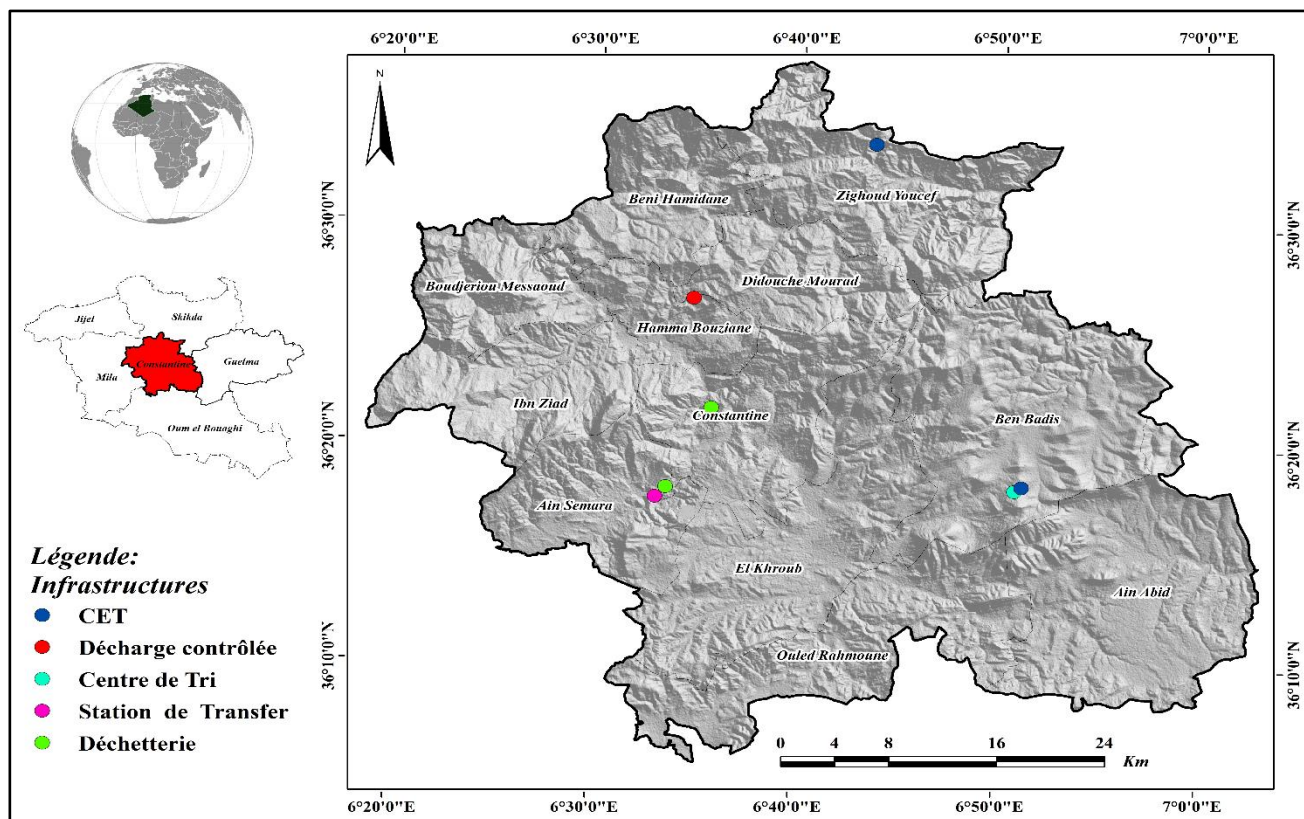 6°20'0"E 6°30'0"E 6°40'0"E 6°50'0"E 7°0'0"E
N
36°30'0"N
36°20'0"N
36°10'0"N
Beni Hamidane
Zighoud Youcef
Boudjeriou Messaoud
Didouche Mourad
Hamma Bouziane
Ibn Ziad
Constantine
Ben Badis
Ain Semara
El Khroub
Ain Abid
Ouled Rahmoune
36°30'0"N
36°20'0"N
36°10'0"N
Jijel
Skikda
Constantine
Guelma
Mila
Oum el Bouaghi
Légende:
Infrastructures
CET
Décharge contrôlée
Centre de Tri
Station de Transfer
Déchetterie
0 4 8 16 24
Km
6°20'0"E 6°30'0"E 6°40'0"E 6°50'0"E 7°0'0"E